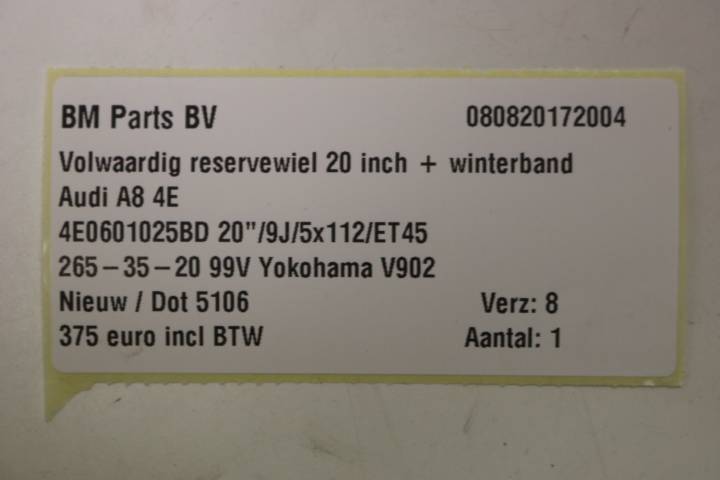 BM Parts BV 080820172004
Volwaardig reservewiel 20 inch + winterband
Audi A8 4E
4E0601025BD 20"/9J/5x112/ET45
265-35-20 99V Yokohama V902
Nieuw / Dot 5106 Verz: 8
375 euro incl BTW Aantal: 1